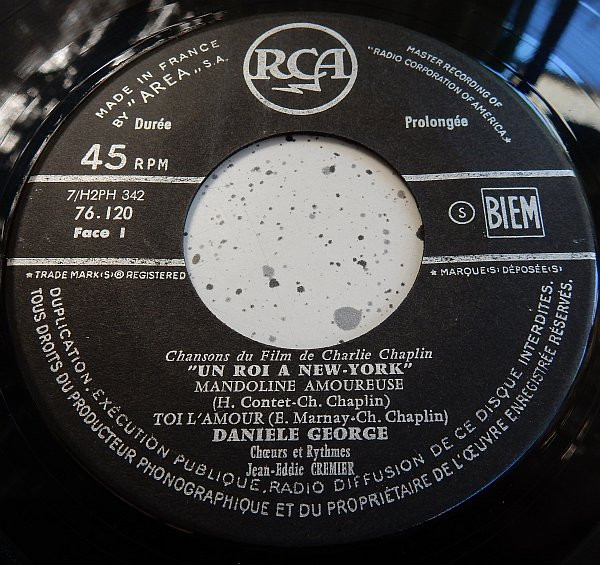 RCA
MADE IN FRANCE
BY „AREA„ S.A.
MASTER RECORDING OF
"RADIO CORPORATION OF AMERICA."
Durée Prolongée
45 RPM
7/H2PH 342
76.120
Face 1
S BIEM
* TRADE MARK(S)® REGISTERED
* MARQUE(S) DÉPOSÉE(S)
Chansons du Film de Charlie Chaplin
"UN ROI A NEW-YORK"
MANDOLINE AMOUREUSE
(H. Contet-Ch. Chaplin)
TOI L'AMOUR (E. Marnay-Ch. Chaplin)
DANIELE GEORGE
Chœurs et Rythmes
Jean-Eddie CREMIER
DUPLICATION, EXÉCUTION PUBLIQUE, RADIO DIFFUSION DE CE DISQUE INTERDITES.
TOUS DROITS DU PRODUCTEUR PHONOGRAPHIQUE ET DU PROPRIÉTAIRE DE L'ŒUVRE ENREGISTRÉE RÉSERVÉS.